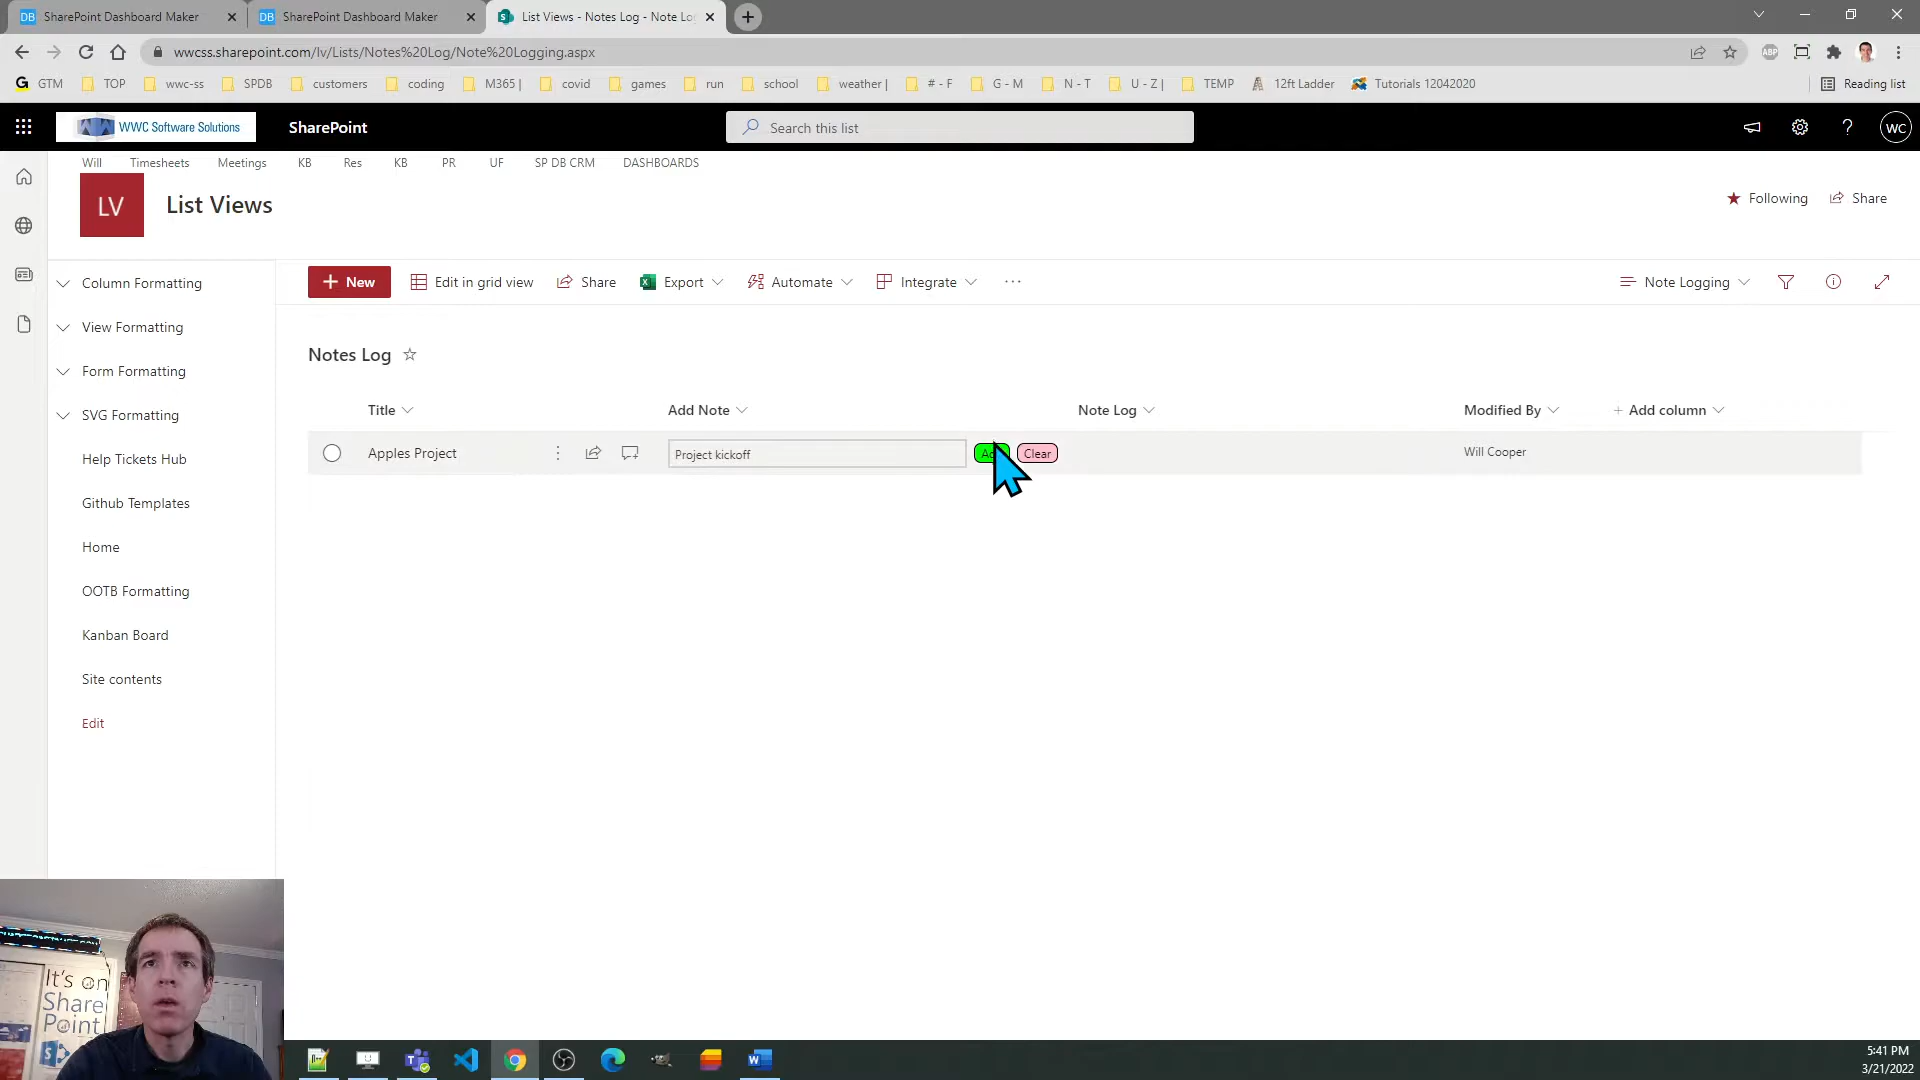 DB SharePoint Dashboard Maker
DB SharePoint Dashboard Maker
List Views - Notes Log - Note Lo
wwcss.sharepoint.com/lv/Lists/Notes%20Log/Note%20Logging.aspx
ABP
G GTM TOP wwc-ss SPDB customers coding M365 | covid games run school weather | # - F G - M N - T U - Z | TEMP 12ft Ladder Tutorials 12042020 Reading list
WWC Software Solutions SharePoint Search this list ? WC
Will Timesheets Meetings KB Res KB PR UF SP DB CRM DASHBOARDS
LV List Views
Following Share
+ New Edit in grid view Share Export Automate Integrate ... Note Logging
Column Formatting
View Formatting
Form Formatting
SVG Formatting
Help Tickets Hub
Github Templates
Home
OOTB Formatting
Kanban Board
Site contents
Edit
Notes Log
Title Add Note Note Log Modified By + Add column
Apples Project Project kickoff Clear Will Cooper
It's on
Share
Point
S
5:41 PM
3/21/2022